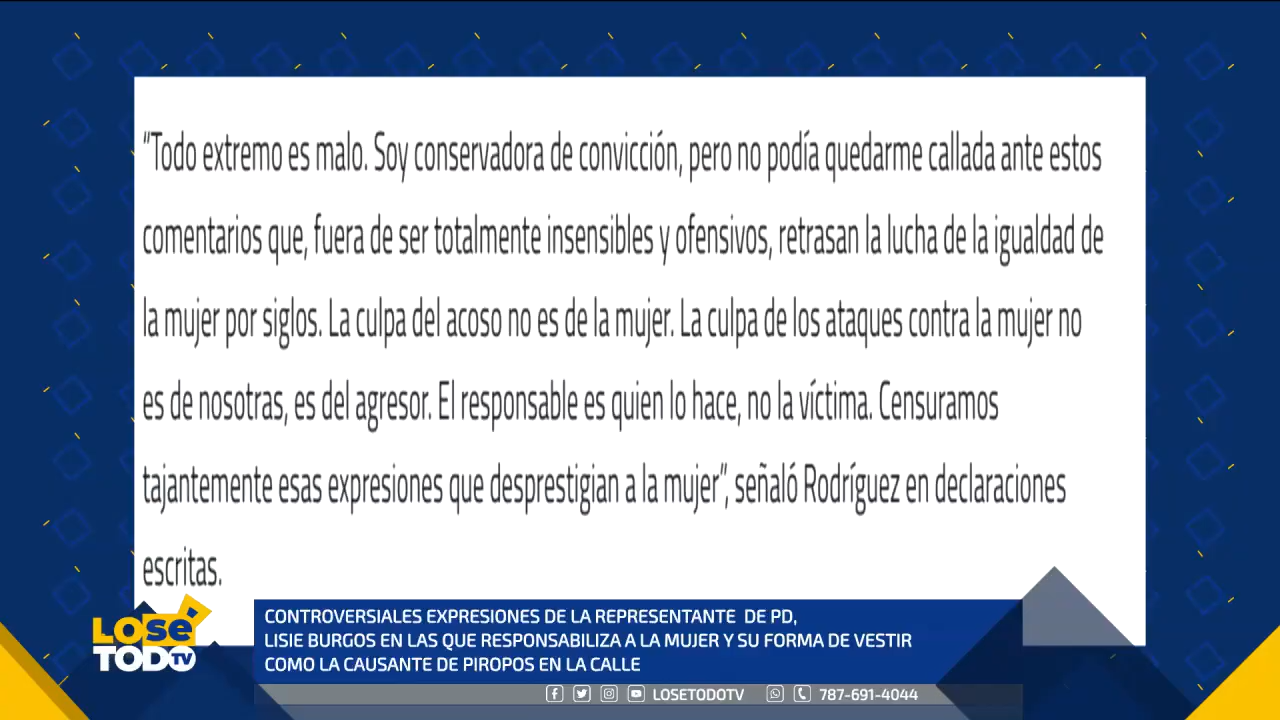 “Todo extremo es malo. Soy conservadora de convicción, pero no podía quedarme callada ante estos
comentarios que, fuera de ser totalmente insensibles y ofensivos, retrasan la lucha de la igualdad de
la mujer por siglos. La culpa del acoso no es de la mujer. La culpa de los ataques contra la mujer no
es de nosotras, es del agresor. El responsable es quien lo hace, no la víctima. Censuramos
tajantemente esas expresiones que desprestigian a la mujer”, señaló Rodríguez en declaraciones
escritas.
LO sé
TODO TV
CONTROVERSIALES EXPRESIONES DE LA REPRESENTANTE DE PD,
LISIE BURGOS EN LAS QUE RESPONSABILIZA A LA MUJER Y SU FORMA DE VESTIR
COMO LA CAUSANTE DE PIROPOS EN LA CALLE
LOSETODOTV 787-691-4044